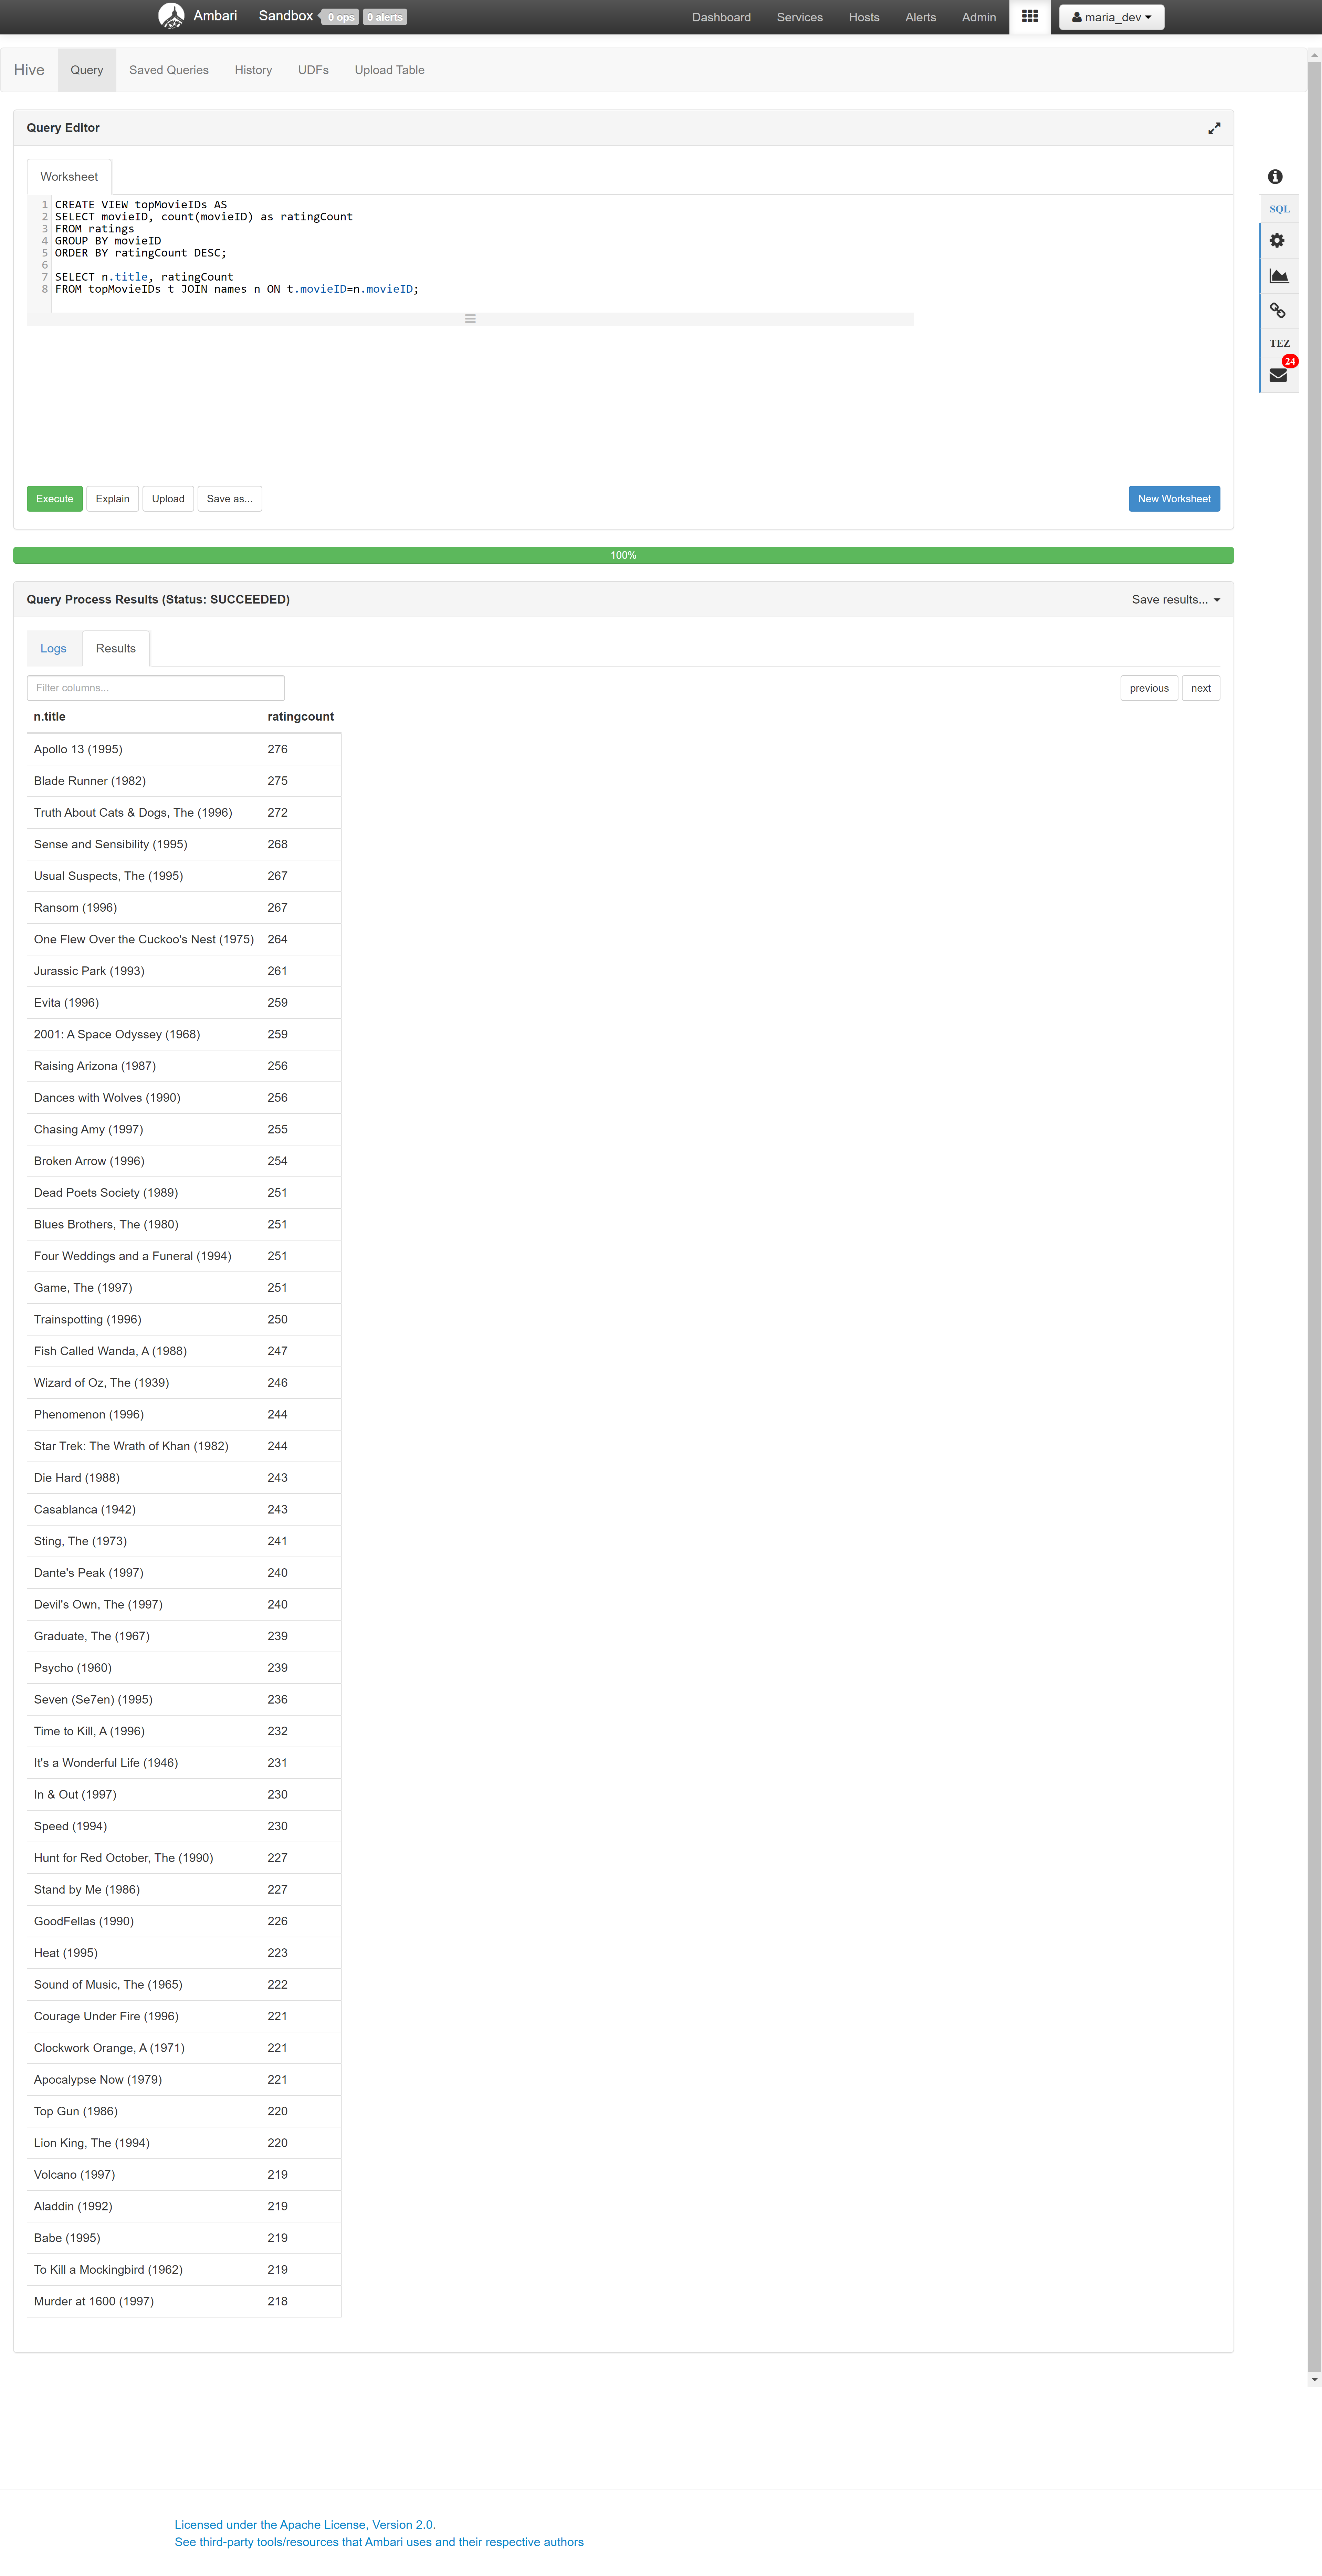 Ambari Sandbox 0 ops 0 alerts Dashboard Services Hosts Alerts Admin maria_dev
Hive Query Saved Queries History UDFs Upload Table
Query Editor
Worksheet
SQL
1 CREATE VIEW topMovieIDs AS
2 SELECT movieID, count(movieID) as ratingCount
3 FROM ratings
4 GROUP BY movieID
5 ORDER BY ratingCount DESC;
6
7 SELECT n.title, ratingCount
8 FROM topMovieIDs t JOIN names n ON t.movieID=n.movieID;
TEZ
24
Execute Explain Upload Save as... New Worksheet
100%
Query Process Results (Status: SUCCEEDED) Save results...
Logs Results
Filter columns... previous next
n.title ratingcount
Apollo 13 (1995) 276
Blade Runner (1982) 275
Truth About Cats & Dogs, The (1996) 272
Sense and Sensibility (1995) 268
Usual Suspects, The (1995) 267
Ransom (1996) 267
One Flew Over the Cuckoo's Nest (1975) 264
Jurassic Park (1993) 261
Evita (1996) 259
2001: A Space Odyssey (1968) 259
Raising Arizona (1987) 256
Dances with Wolves (1990) 256
Chasing Amy (1997) 255
Broken Arrow (1996) 254
Dead Poets Society (1989) 251
Blues Brothers, The (1980) 251
Four Weddings and a Funeral (1994) 251
Game, The (1997) 251
Trainspotting (1996) 250
Fish Called Wanda, A (1988) 247
Wizard of Oz, The (1939) 246
Phenomenon (1996) 244
Star Trek: The Wrath of Khan (1982) 244
Die Hard (1988) 243
Casablanca (1942) 243
Sting, The (1973) 241
Dante's Peak (1997) 240
Devil's Own, The (1997) 240
Graduate, The (1967) 239
Psycho (1960) 239
Seven (Se7en) (1995) 236
Time to Kill, A (1996) 232
It's a Wonderful Life (1946) 231
In & Out (1997) 230
Speed (1994) 230
Hunt for Red October, The (1990) 227
Stand by Me (1986) 227
GoodFellas (1990) 226
Heat (1995) 223
Sound of Music, The (1965) 222
Courage Under Fire (1996) 221
Clockwork Orange, A (1971) 221
Apocalypse Now (1979) 221
Top Gun (1986) 220
Lion King, The (1994) 220
Volcano (1997) 219
Aladdin (1992) 219
Babe (1995) 219
To Kill a Mockingbird (1962) 219
Murder at 1600 (1997) 218
Licensed under the Apache License, Version 2.0.
See third-party tools/resources that Ambari uses and their respective authors